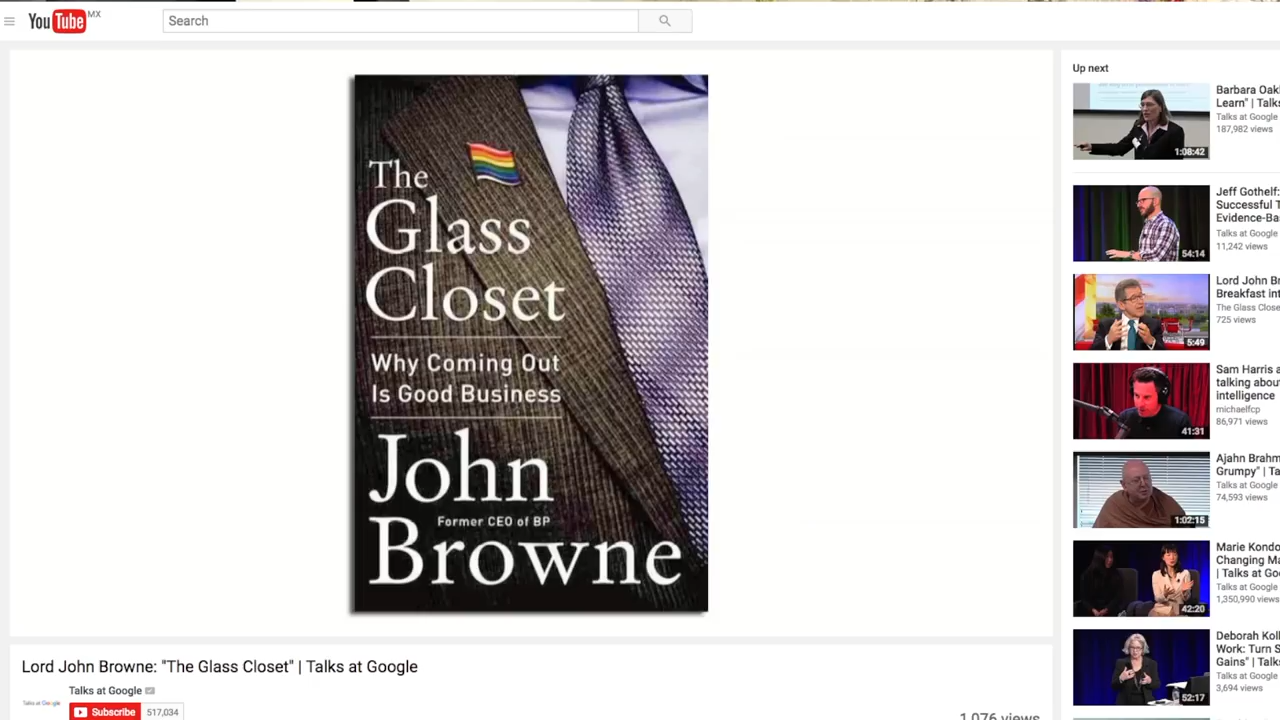 YouTube MX
Search
The
Glass
Closet
Why Coming Out
Is Good Business
John
Former CEO of BP
Browne
Lord John Browne: "The Glass Closet" | Talks at Google
Talks at Google
Subscribe 517,034
1,076 views
Up next
Barbara Oakl
Learn" | Talks
Talks at Google
187,982 views
1:08:42
Jeff Gothelf:
Successful T
Evidence-Ba
Talks at Google
11,242 views
54:14
Lord John Br
Breakfast int
The Glass Close
725 views
5:49
Sam Harris a
talking about
intelligence
michaelfcp
86,971 views
41:31
Ajahn Brahm
Grumpy" | Ta
Talks at Google
74,593 views
1:02:15
Marie Kondo
Changing Ma
| Talks at Goo
Talks at Google
1,350,990 views
42:20
Deborah Kolb
Work: Turn S
Gains" | Talks
Talks at Google
3,694 views
52:17